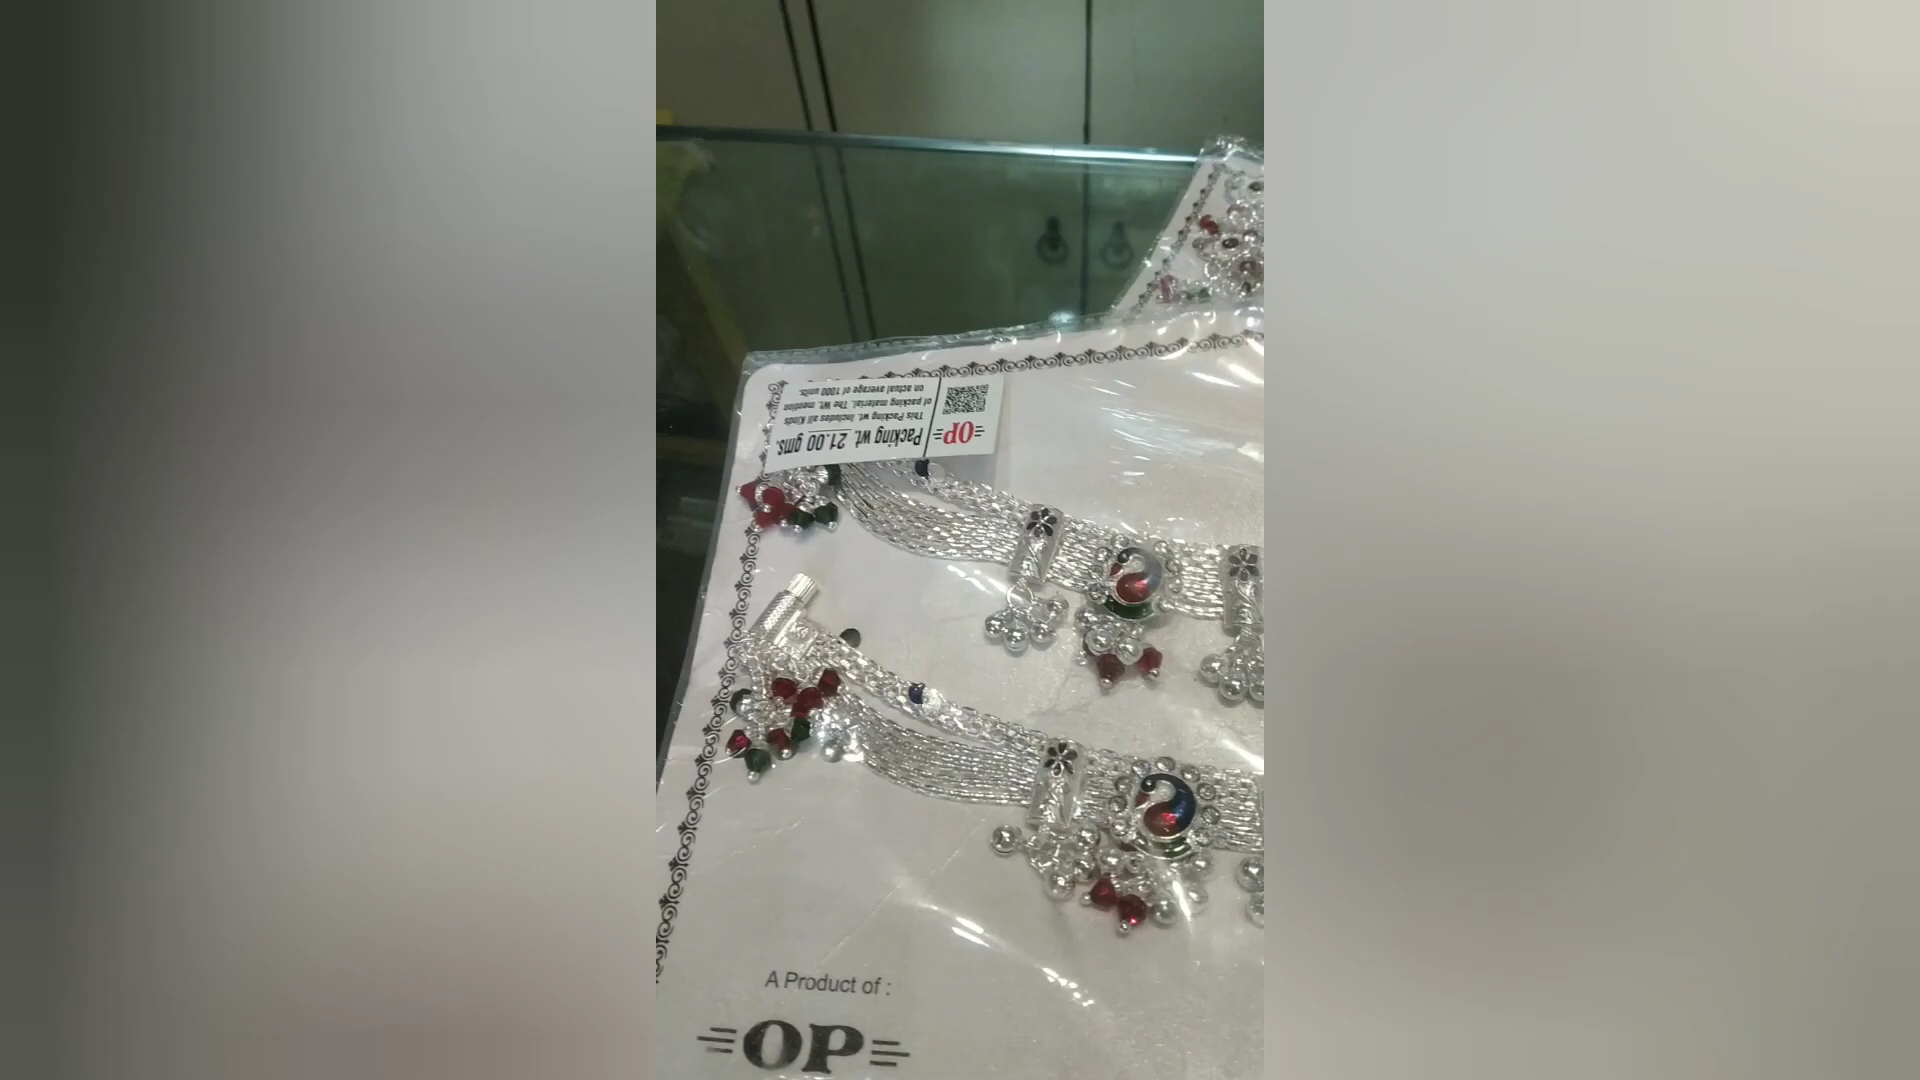 OP
Packing wt. 21.00 gms.
This Packing wt. Includes all Kinds
of packing material. The Wt. mention
on actual average of 1000 units.
A Product of :
OP